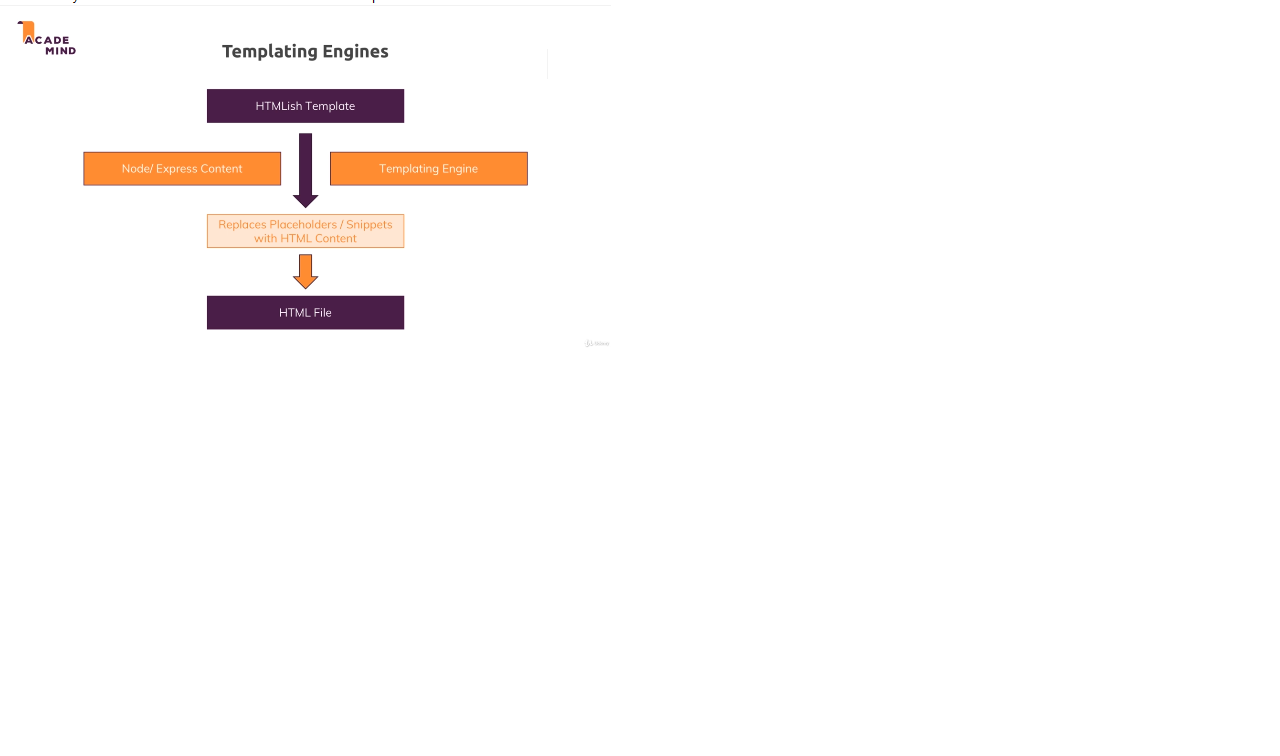 ACADE
MIND
Templating Engines
HTMLish Template
Node/ Express Content
Templating Engine
Replaces Placeholders / Snippets
with HTML Content
HTML File